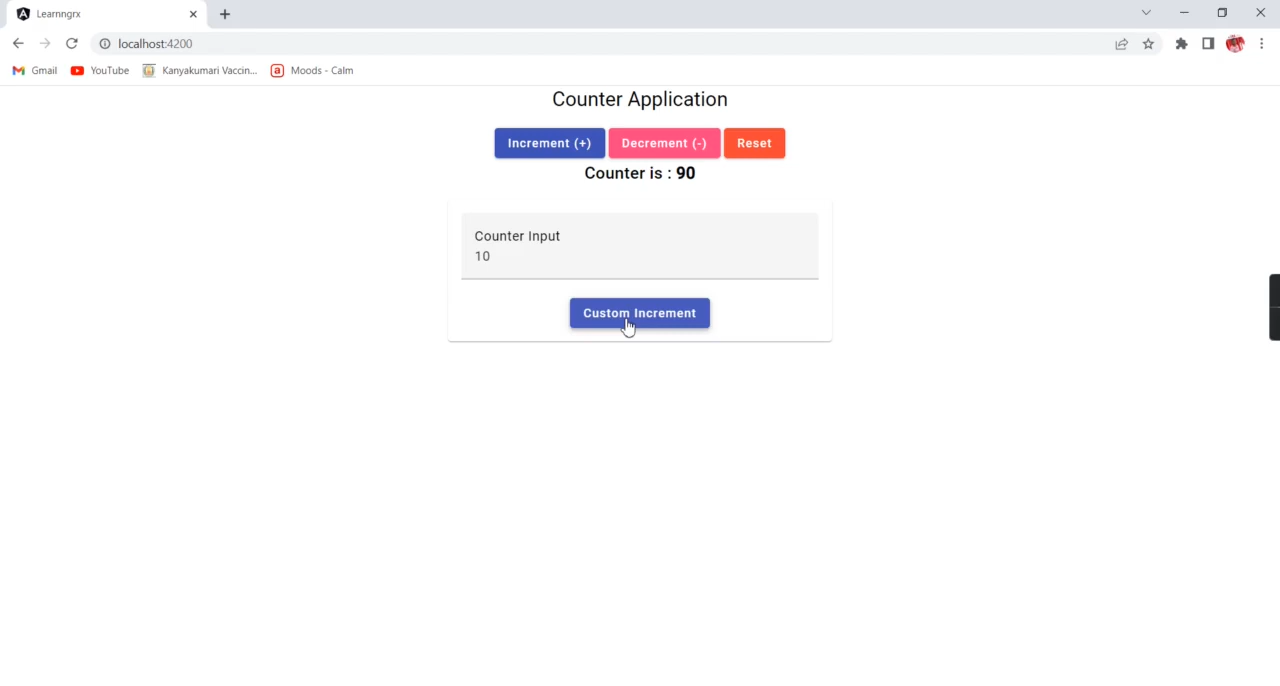 Learnngrx
localhost:4200
Gmail YouTube Kanyakumari Vaccin... a Moods - Calm
Counter Application
Increment (+) Decrement (-) Reset
Counter is : 90
Counter Input
10
Custom Increment